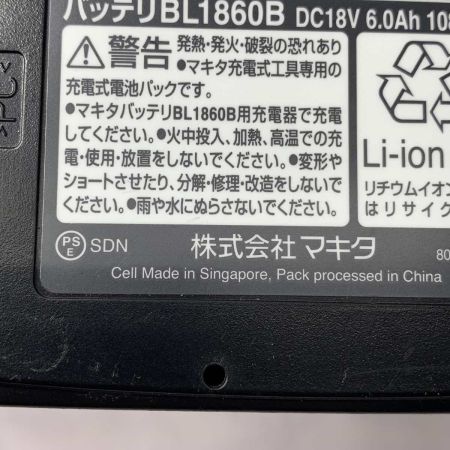 バッテリBL1860B DC18V 6.0Ah 108
警告 発熱・発火・破裂の恐れあり
●マキタ充電式工具専用の
充電式電池パックです。
●マキタバッテリBL1860B用充電器で充電
してください。●火中投入、加熱、高温での充
電・使用・放置をしないでください。●変形や
ショートさせたり、分解・修理・改造をしないで
ください。●雨や水にぬらさないでください。
Li-ion
リチウムイオン
はリサイク
PS
E SDN 株式会社 マキタ 80
Cell Made in Singapore, Pack processed in China